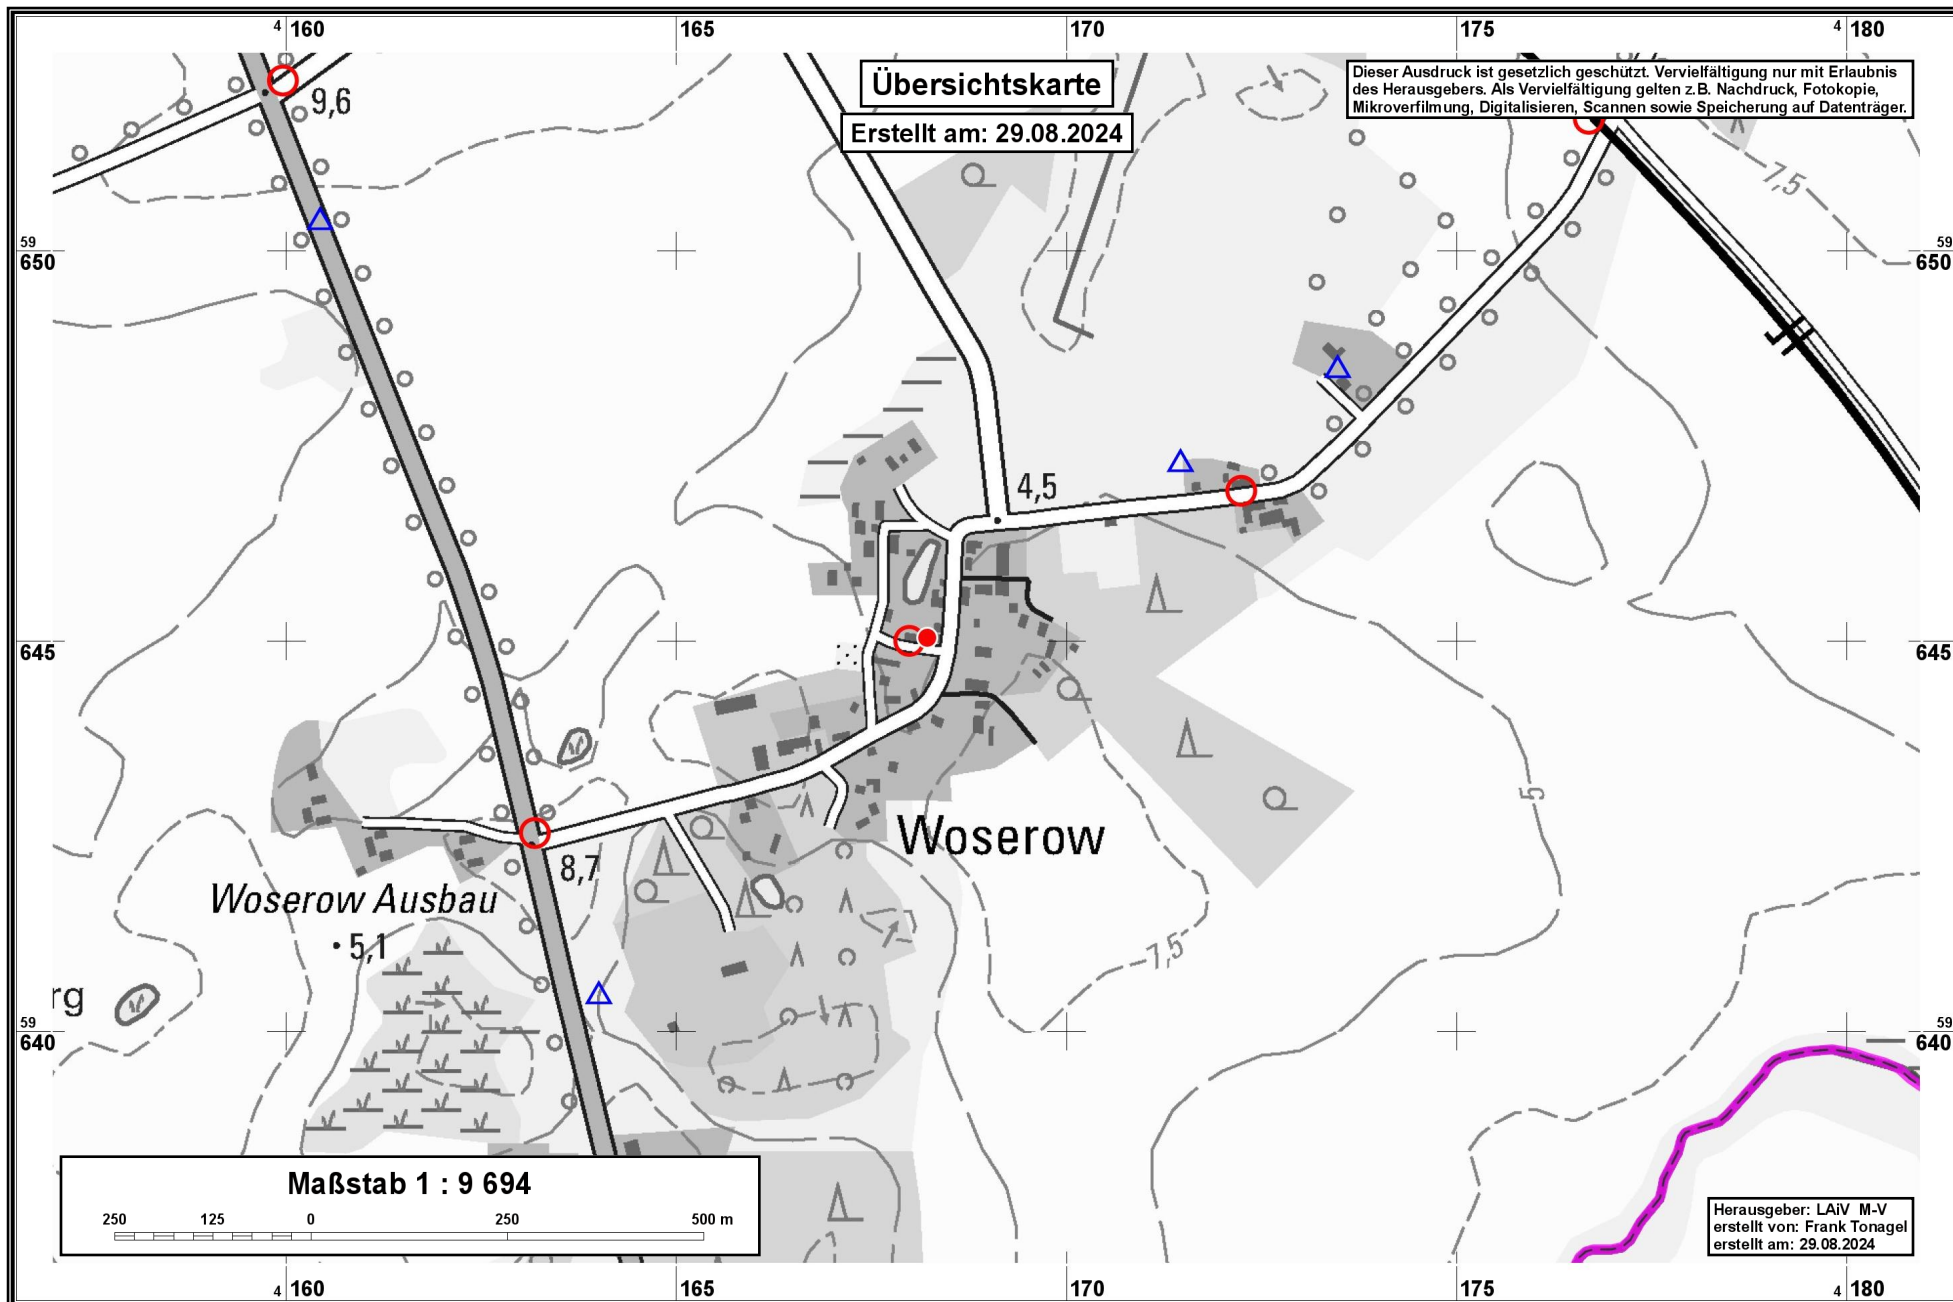 4 160
165
4 170
175
4 180
Übersichtskarte
Erstellt am: 29.08.2024
Dieser Ausdruck ist gesetzlich geschützt. Vervielfältigung nur mit Erlaubnis
des Herausgebers. Als Vervielfältigung gelten z.B. Nachdruck, Fotokopie,
Mikroverfilmung, Digitalisieren, Scannen sowie Speicherung auf Datenträger.
9,6
7,5
59
650
59
650
4,5
645
645
5
8,7
Woserow
Woserow Ausbau
5,1
7,5
rg
59
640
59
640
Maßstab 1 : 9 694
250 125 0 250 500 m
Herausgeber: LAiV M-V
erstellt von: Frank Tonagel
erstellt am: 29.08.2024
4 160
165
170
175
4 180